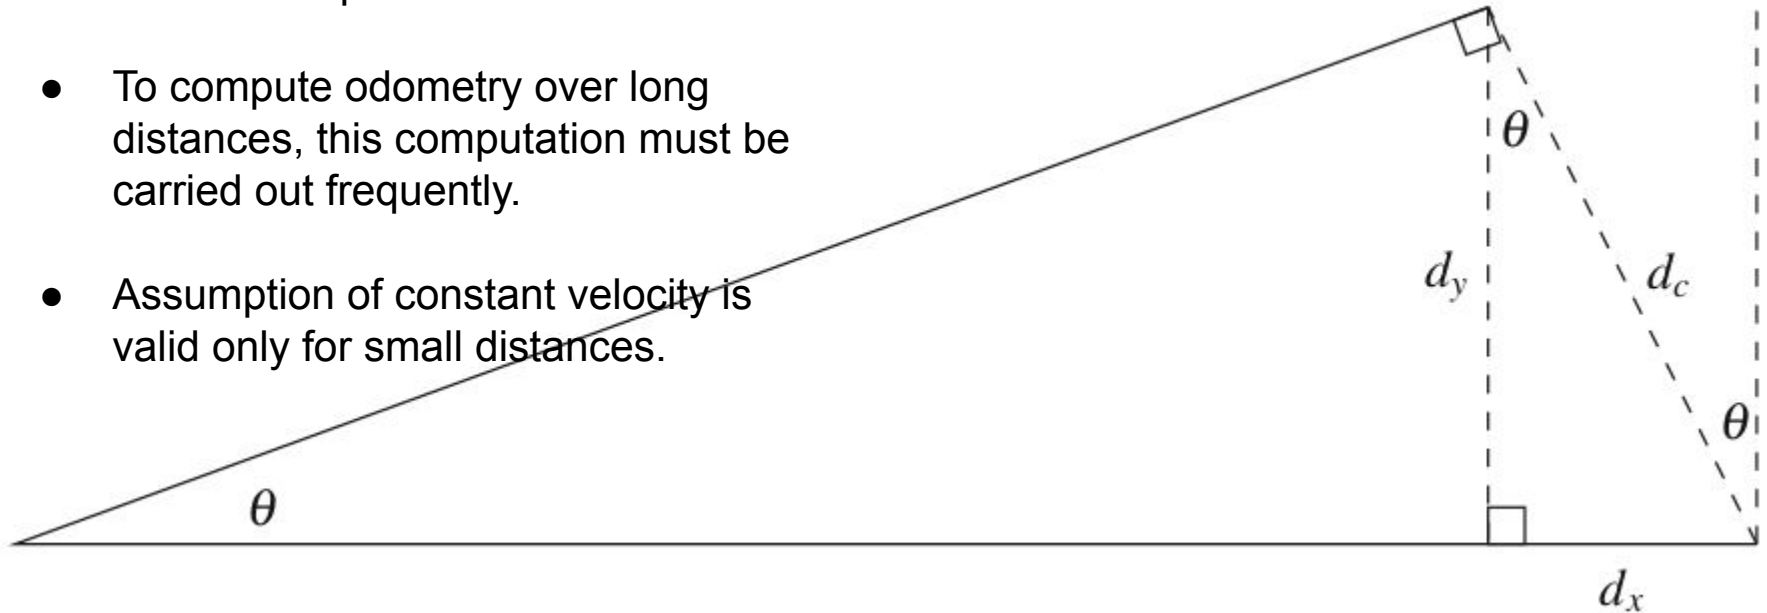 ● To compute odometry over long
distances, this computation must be
carried out frequently.
● Assumption of constant velocity is
valid only for small distances.
θ
θ
d_y
d_c
θ
d_x